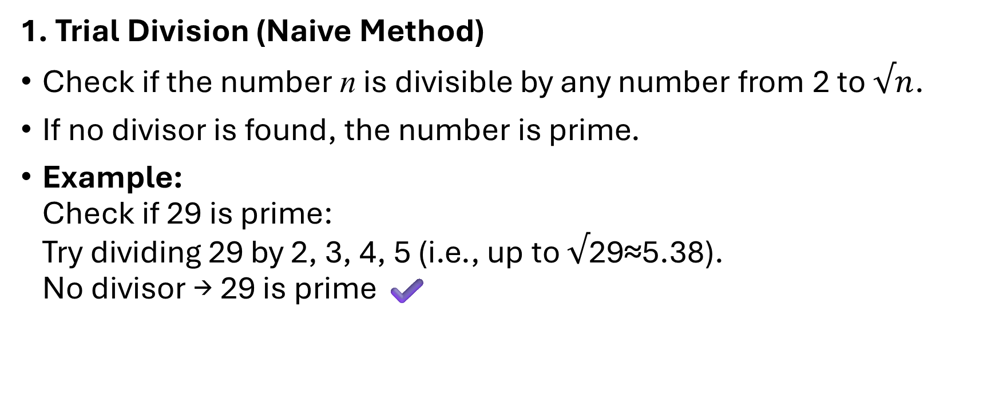 1. Trial Division (Naive Method)
• Check if the number n is divisible by any number from 2 to √n.
• If no divisor is found, the number is prime.
• Example:
Check if 29 is prime:
Try dividing 29 by 2, 3, 4, 5 (i.e., up to √29≈5.38).
No divisor → 29 is prime ✔